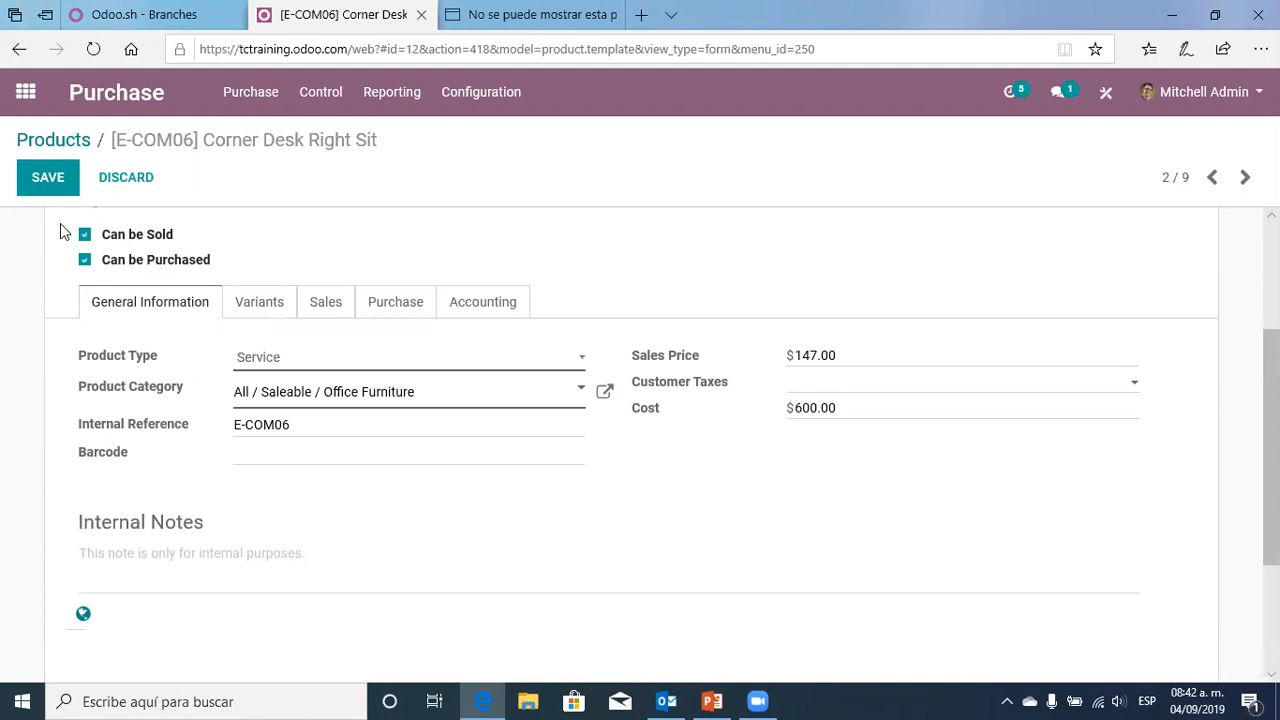 Odoo.sh - Branches
[E-COM06] Corner Desk
No se puede mostrar esta p
https://tctraining.odoo.com/web?#id=12&action=418&model=product.template&view_type=form&menu_id=250
Purchase
Purchase Control Reporting Configuration
5 1 Mitchell Admin
Products / [E-COM06] Corner Desk Right Sit
SAVE DISCARD
2 / 9
Can be Sold
Can be Purchased
General Information Variants Sales Purchase Accounting
Product Type Service
Product Category All / Saleable / Office Furniture
Internal Reference E-COM06
Barcode
Sales Price $147.00
Customer Taxes
Cost $600.00
Internal Notes
This note is only for internal purposes.
Escribe aquí para buscar
ESP
08:42 a. m.
04/09/2019
1